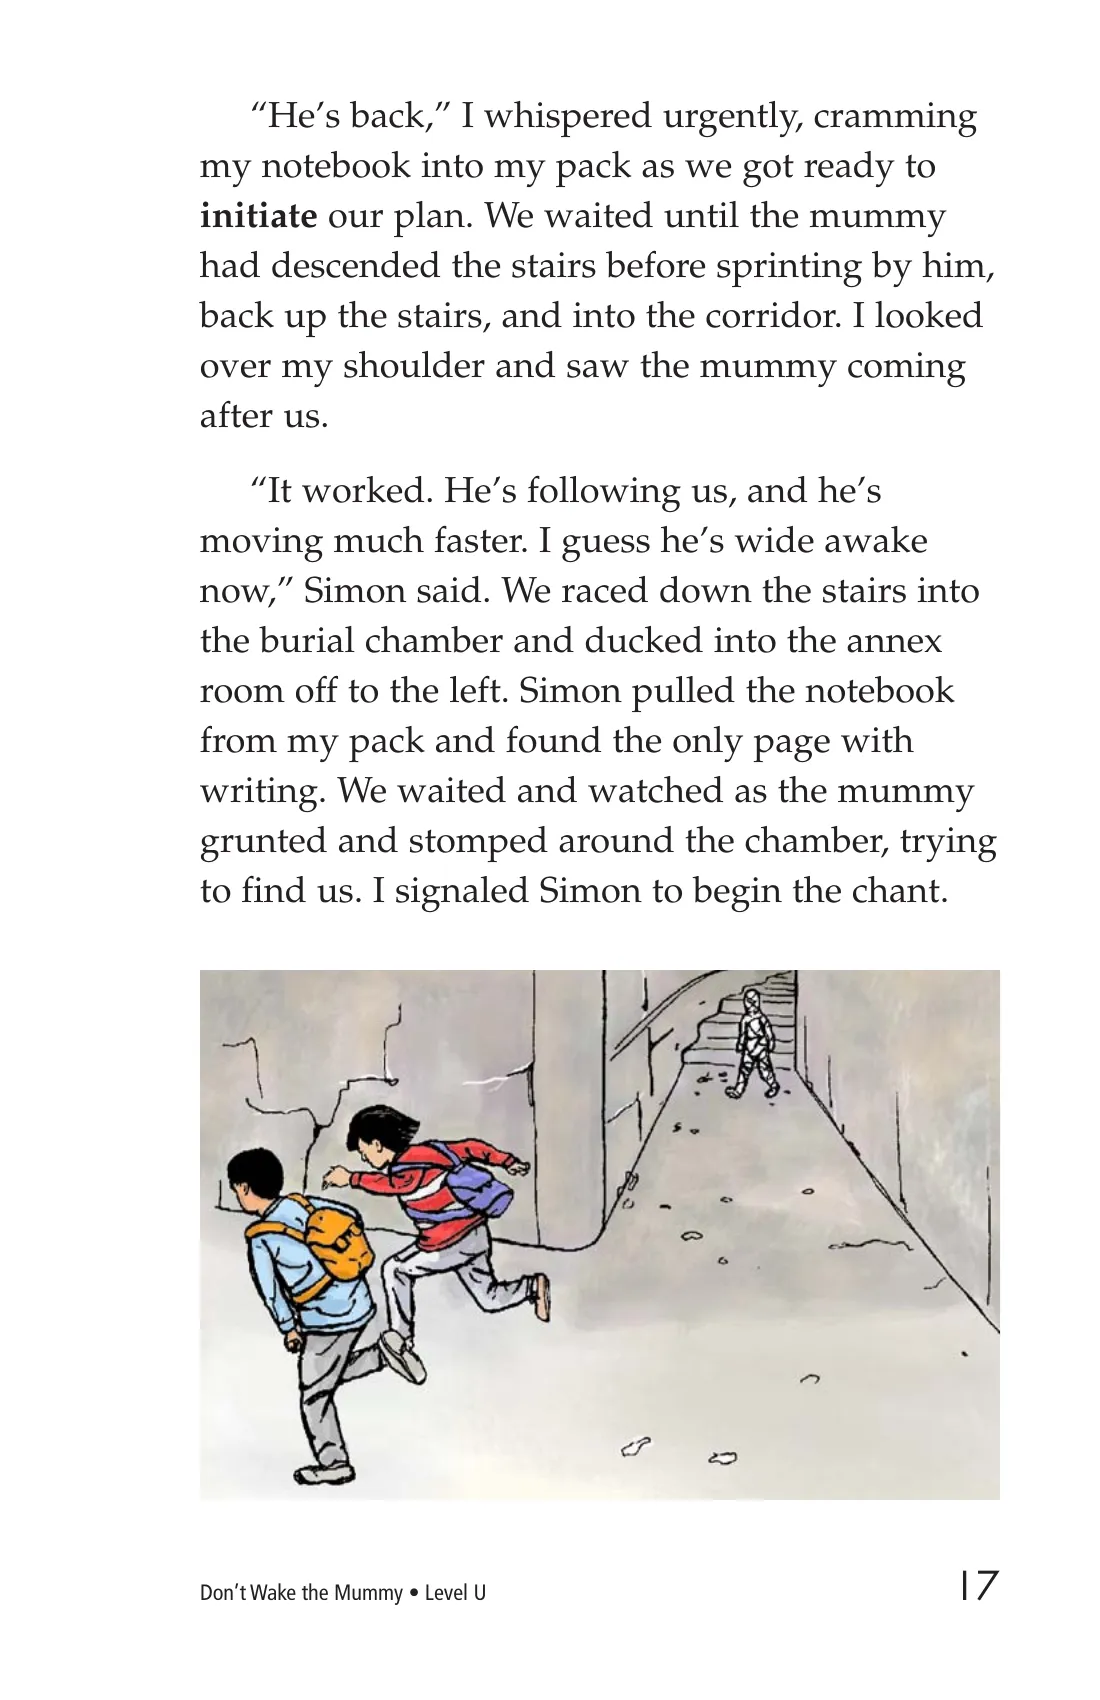 “He’s back,” I whispered urgently, cramming
my notebook into my pack as we got ready to
initiate our plan. We waited until the mummy
had descended the stairs before sprinting by him,
back up the stairs, and into the corridor. I looked
over my shoulder and saw the mummy coming
after us.
“It worked. He’s following us, and he’s
moving much faster. I guess he’s wide awake
now,” Simon said. We raced down the stairs into
the burial chamber and ducked into the annex
room off to the left. Simon pulled the notebook
from my pack and found the only page with
writing. We waited and watched as the mummy
grunted and stomped around the chamber, trying
to find us. I signaled Simon to begin the chant.
Don’t Wake the Mummy • Level U
17